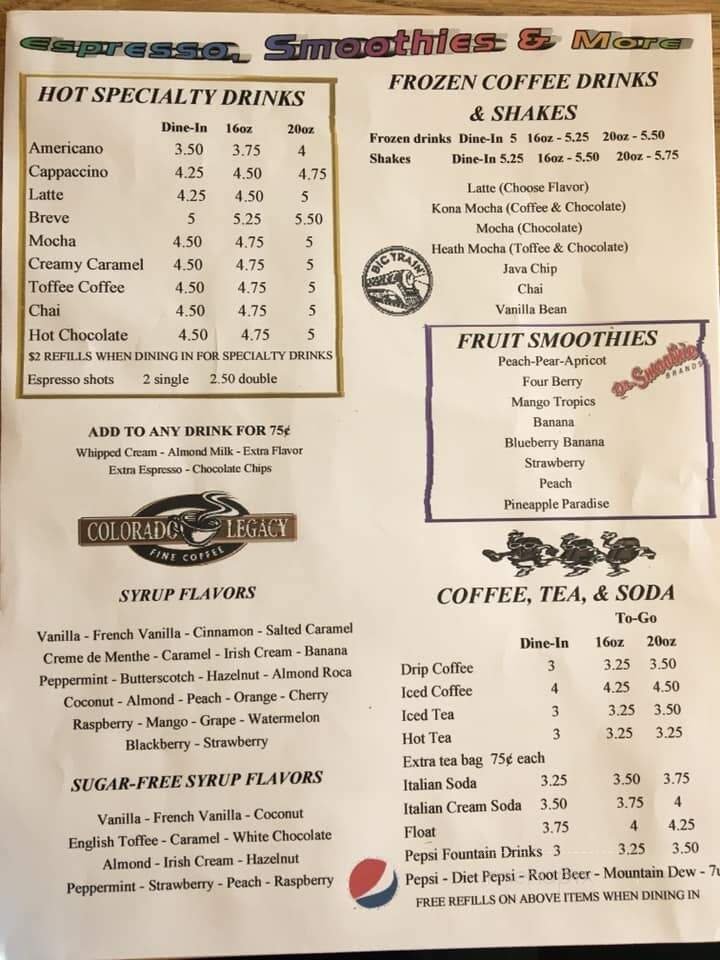 Espresso, Smoothies & More
HOT SPECIALTY DRINKS
Dine-In 16oz 20oz
Americano 3.50 3.75 4
Cappaccino 4.25 4.50 4.75
Latte 4.25 4.50 5
Breve 5 5.25 5.50
Mocha 4.50 4.75 5
Creamy Caramel 4.50 4.75 5
Toffee Coffee 4.50 4.75 5
Chai 4.50 4.75 5
Hot Chocolate 4.50 4.75 5
$2 REFILLS WHEN DINING IN FOR SPECIALTY DRINKS
Espresso shots 2 single 2.50 double
ADD TO ANY DRINK FOR 75¢
Whipped Cream - Almond Milk - Extra Flavor
Extra Espresso - Chocolate Chips
COLORADO LEGACY
FINE COFFEE
SYRUP FLAVORS
Vanilla - French Vanilla - Cinnamon - Salted Caramel
Creme de Menthe - Caramel - Irish Cream - Banana
Peppermint - Butterscotch - Hazelnut - Almond Roca
Coconut - Almond - Peach - Orange - Cherry
Raspberry - Mango - Grape - Watermelon
Blackberry - Strawberry
SUGAR-FREE SYRUP FLAVORS
Vanilla - French Vanilla - Coconut
English Toffee - Caramel - White Chocolate
Almond - Irish Cream - Hazelnut
Peppermint - Strawberry - Peach - Raspberry
FROZEN COFFEE DRINKS
& SHAKES
Frozen drinks Dine-In 5 16oz - 5.25 20oz - 5.50
Shakes Dine-In 5.25 16oz - 5.50 20oz - 5.75
Latte (Choose Flavor)
Kona Mocha (Coffee & Chocolate)
Mocha (Chocolate)
Heath Mocha (Toffee & Chocolate)
Java Chip
Chai
Vanilla Bean
BIG TRAIN
FRUIT SMOOTHIES
Peach-Pear-Apricot
Four Berry
Mango Tropics
Banana
Blueberry Banana
Strawberry
Peach
Pineapple Paradise
Dr. Smoothie
BRANDS
COFFEE, TEA, & SODA
To-Go
Dine-In 16oz 20oz
Drip Coffee 3 3.25 3.50
Iced Coffee 4 4.25 4.50
Iced Tea 3 3.25 3.50
Hot Tea 3 3.25 3.25
Extra tea bag 75¢ each
Italian Soda 3.25 3.50 3.75
Italian Cream Soda 3.50 3.75 4
Float 3.75 4 4.25
Pepsi Fountain Drinks 3 3.25 3.50
Pepsi - Diet Pepsi - Root Beer - Mountain Dew - 7u
FREE REFILLS ON ABOVE ITEMS WHEN DINING IN